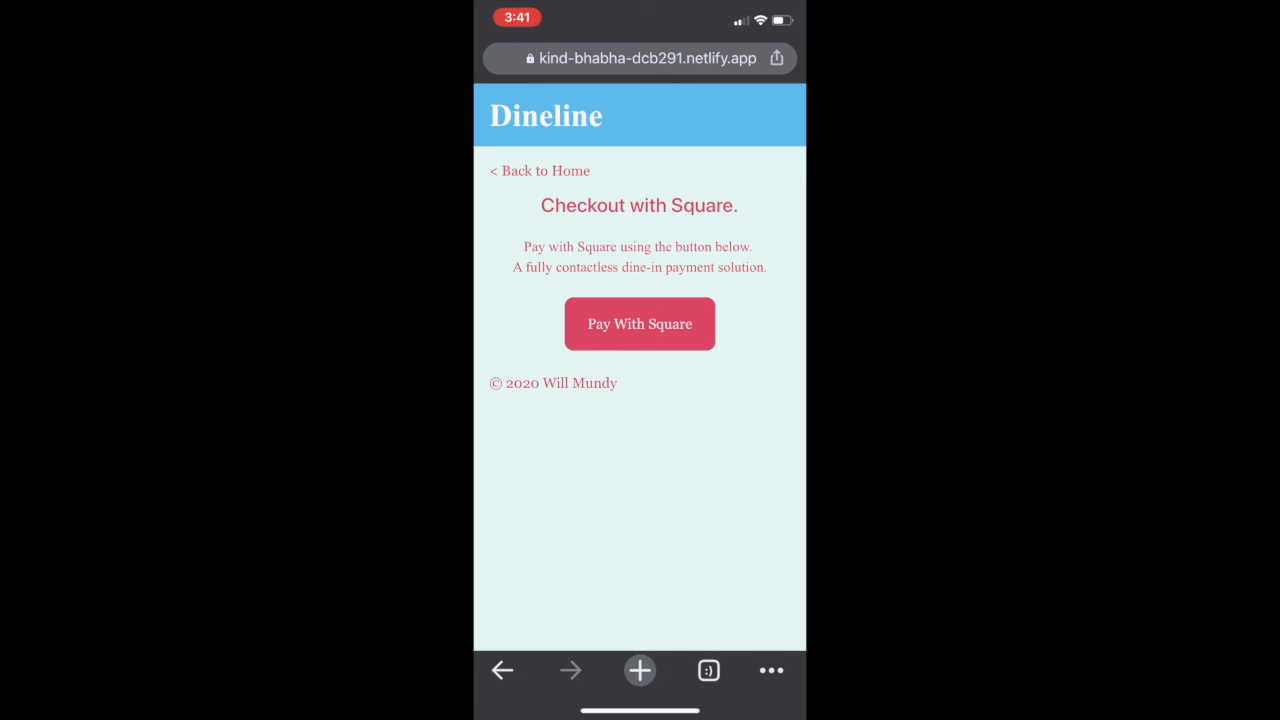 3:41
kind-bhabha-dcb291.netlify.app
Dineline
< Back to Home
Checkout with Square.
Pay with Square using the button below.
A fully contactless dine-in payment solution.
Pay With Square
© 2020 Will Mundy
:)